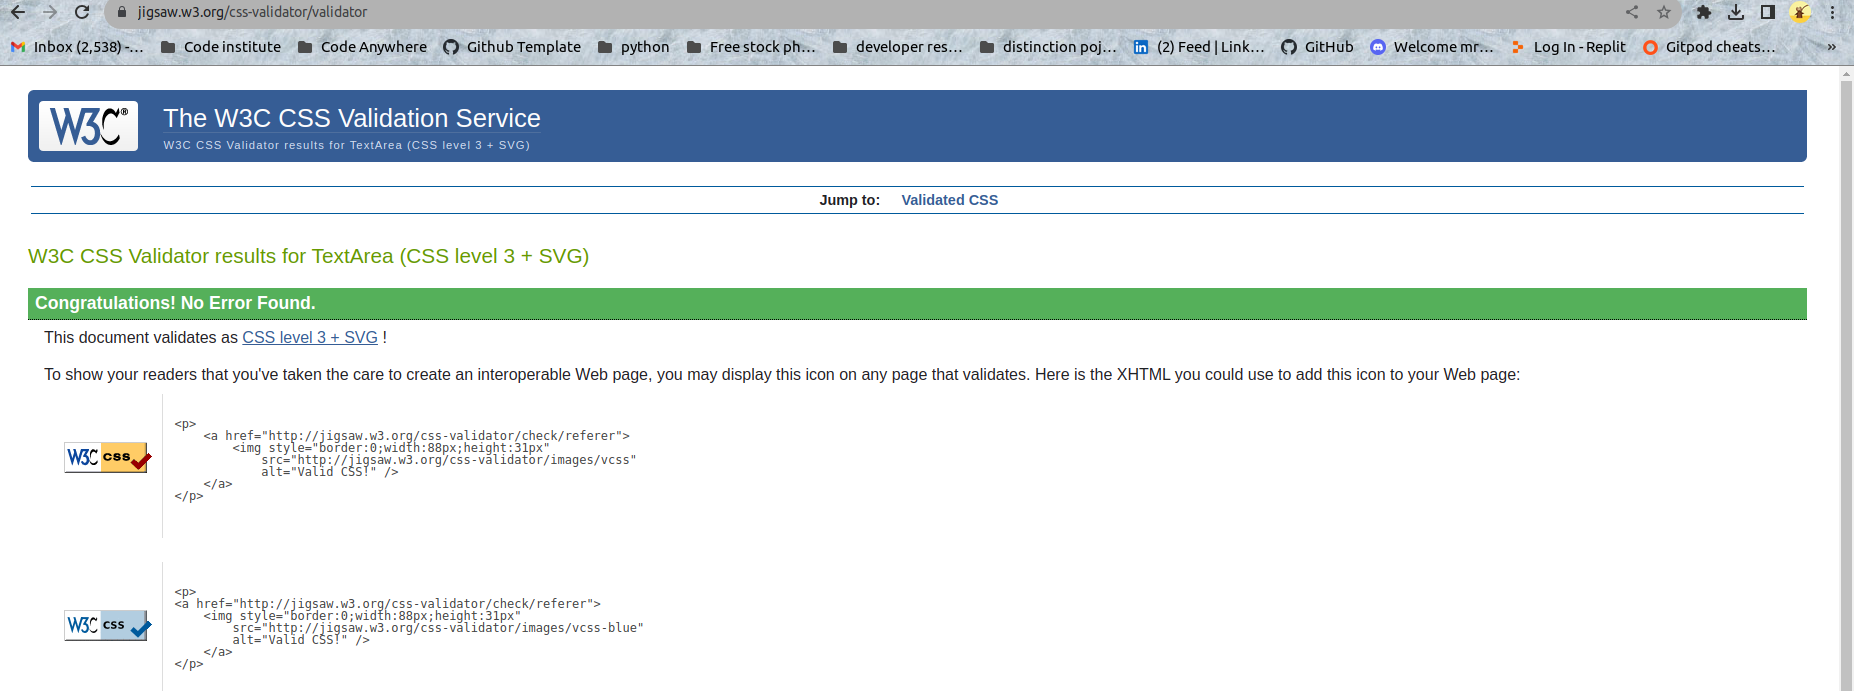 jigsaw.w3.org/css-validator/validator
Inbox (2,538) -... Code institute Code Anywhere Github Template python Free stock ph... developer res... distinction poj... (2) Feed | Link... GitHub Welcome mr... Log In - Replit Gitpod cheats... »
W3C® The W3C CSS Validation Service
W3C CSS Validator results for TextArea (CSS level 3 + SVG)
Jump to: Validated CSS
W3C CSS Validator results for TextArea (CSS level 3 + SVG)
Congratulations! No Error Found.
This document validates as CSS level 3 + SVG !
To show your readers that you've taken the care to create an interoperable Web page, you may display this icon on any page that validates. Here is the XHTML you could use to add this icon to your Web page:
<p>
<a href="http://jigsaw.w3.org/css-validator/check/referer">
<img style="border:0;width:88px;height:31px"
W3C css
src="http://jigsaw.w3.org/css-validator/images/vcss"
alt="Valid CSS!" />
</a>
</p>
<p>
<a href="http://jigsaw.w3.org/css-validator/check/referer">
<img style="border:0;width:88px;height:31px"
W3C css
src="http://jigsaw.w3.org/css-validator/images/vcss-blue"
alt="Valid CSS!" />
</a>
</p>